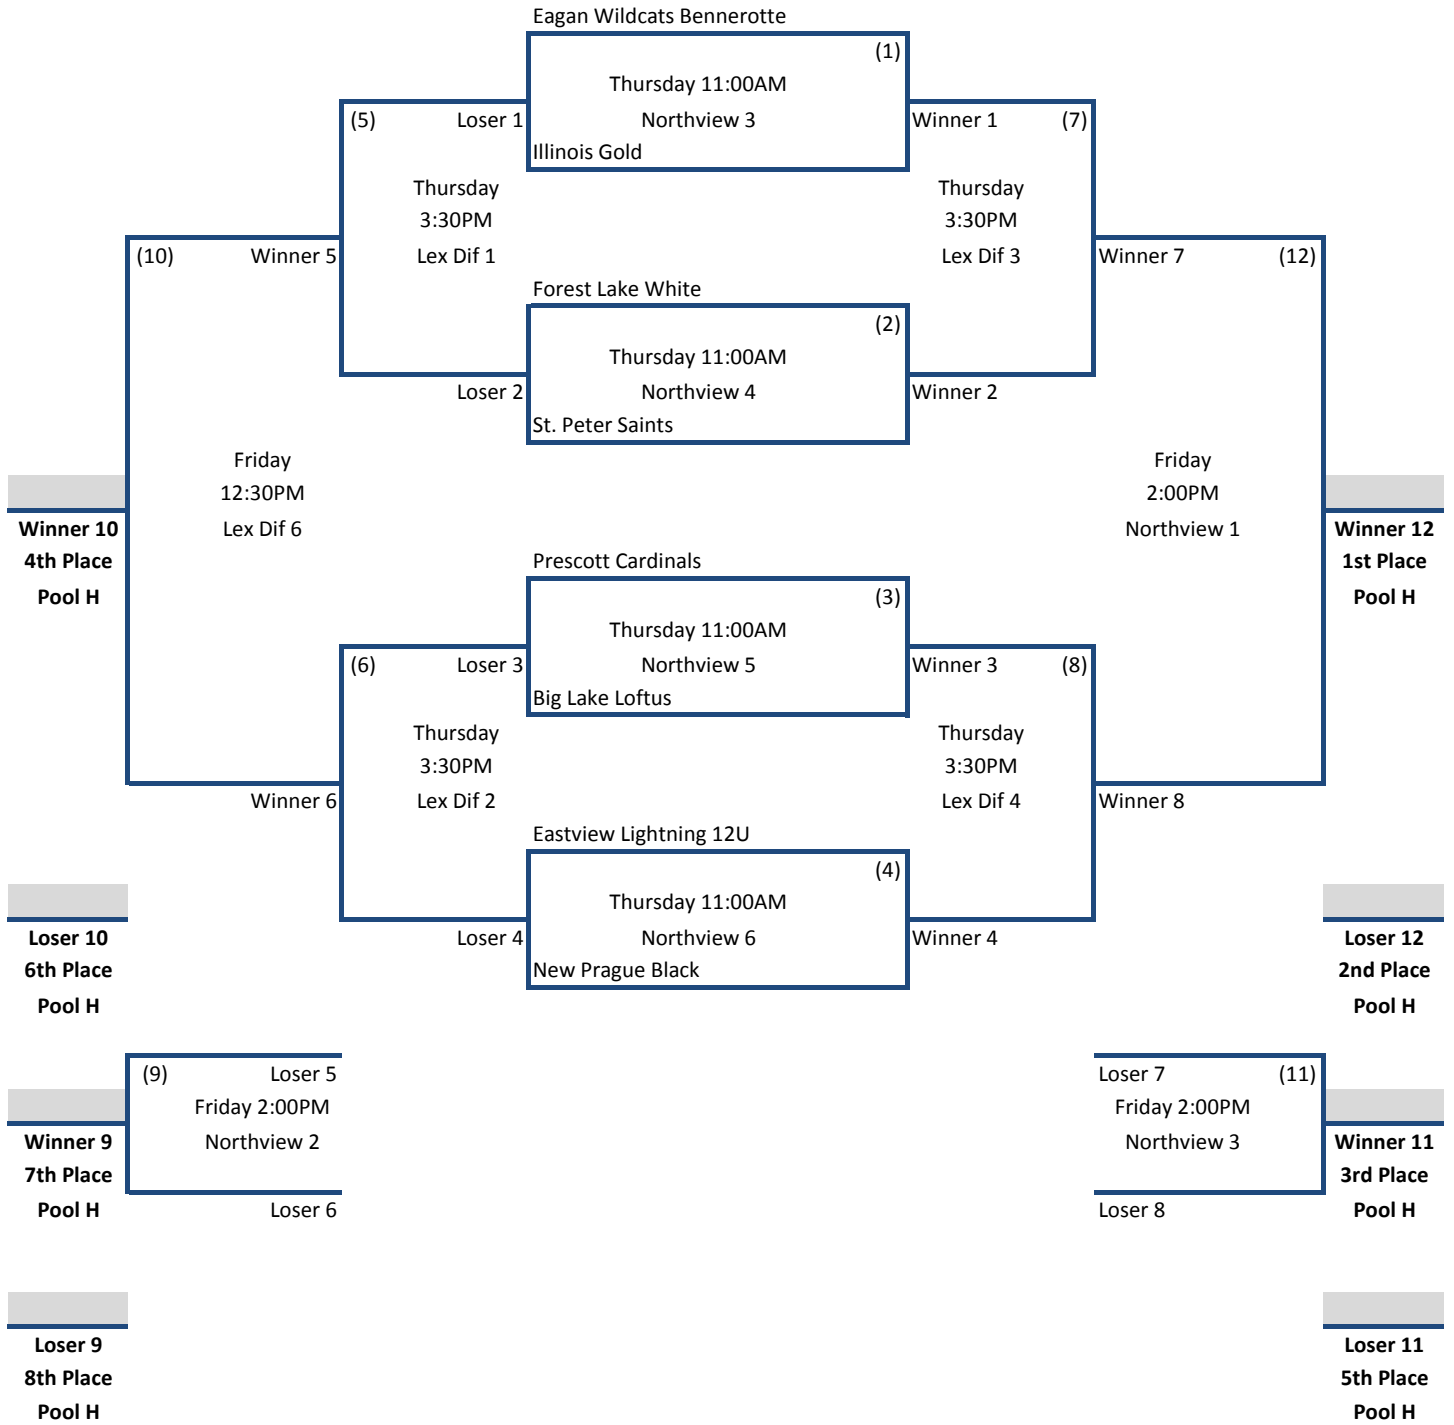 Eagan Wildcats Bennerotte
(1)
Thursday 11:00AM
(5) Loser 1 Northview 3 Winner 1 (7)
Illinois Gold
Thursday Thursday
3:30PM 3:30PM
(10) Winner 5 Lex Dif 1 Lex Dif 3 Winner 7 (12)
Forest Lake White
(2)
Thursday 11:00AM
Loser 2 Northview 4 Winner 2
St. Peter Saints
Friday Friday
12:30PM 2:00PM
Winner 10 Lex Dif 6 Northview 1 Winner 12
4th Place Prescott Cardinals 1st Place
Pool H (3) Pool H
Thursday 11:00AM
(6) Loser 3 Northview 5 Winner 3 (8)
Big Lake Loftus
Thursday Thursday
3:30PM 3:30PM
Winner 6 Lex Dif 2 Lex Dif 4 Winner 8
Eastview Lightning 12U
(4)
Thursday 11:00AM
Loser 10 Loser 4 Northview 6 Winner 4 Loser 12
6th Place New Prague Black 2nd Place
Pool H Pool H
(9) Loser 5 Loser 7 (11)
Friday 2:00PM Friday 2:00PM
Winner 9 Northview 2 Northview 3 Winner 11
7th Place 3rd Place
Pool H Loser 6 Loser 8 Pool H
Loser 9 Loser 11
8th Place 5th Place
Pool H Pool H